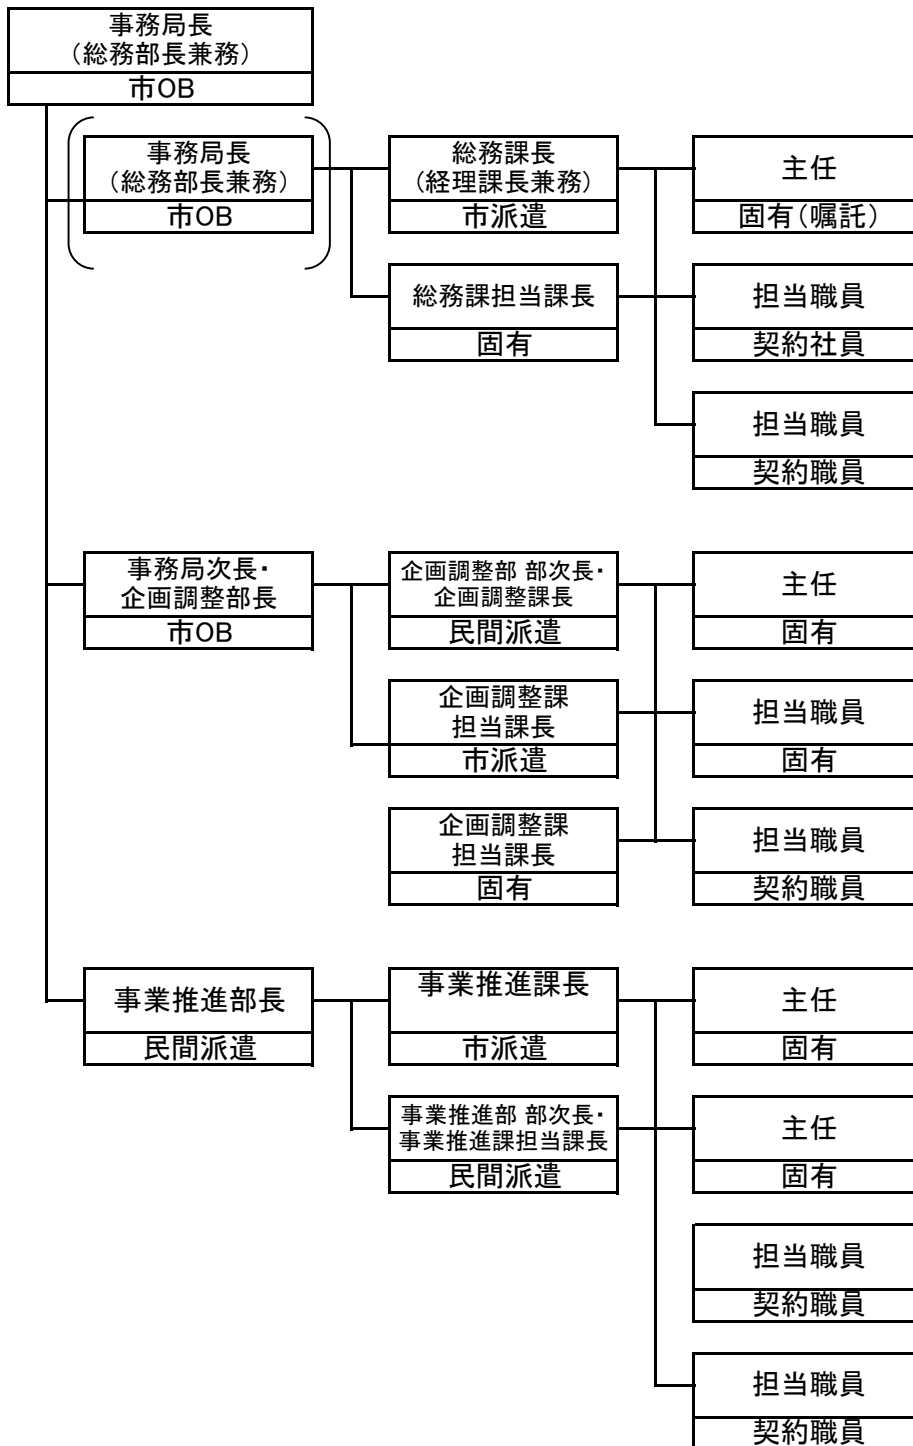 事務局長
(総務部長兼務)
市OB
事務局長
(総務部長兼務)
市OB
総務課長
(経理課長兼務)
市派遣
主任
固有(嘱託)
総務課担当課長
固有
担当職員
契約社員
担当職員
契約職員
事務局次長・
企画調整部長
市OB
企画調整部 部次長・
企画調整課長
民間派遣
主任
固有
企画調整課
担当課長
市派遣
担当職員
固有
企画調整課
担当課長
固有
担当職員
契約職員
事業推進部長
民間派遣
事業推進課長
市派遣
主任
固有
事業推進部 部次長・
事業推進課担当課長
民間派遣
主任
固有
担当職員
契約職員
担当職員
契約職員